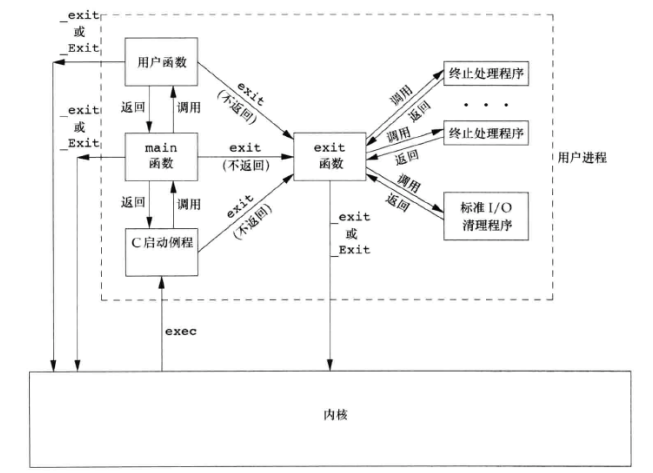 _exit
或
_Exit
用户函数
exit
(不返回)
调用
返回
终止处理程序
· · ·
_exit
或
_Exit
返回
调用
main
函数
exit
(不返回)
exit
函数
调用
返回
终止处理程序
用户进程
返回
调用
exit
(不返回)
调用
返回
标准 I/O
清理程序
C 启动例程
_exit
或
_Exit
exec
内核